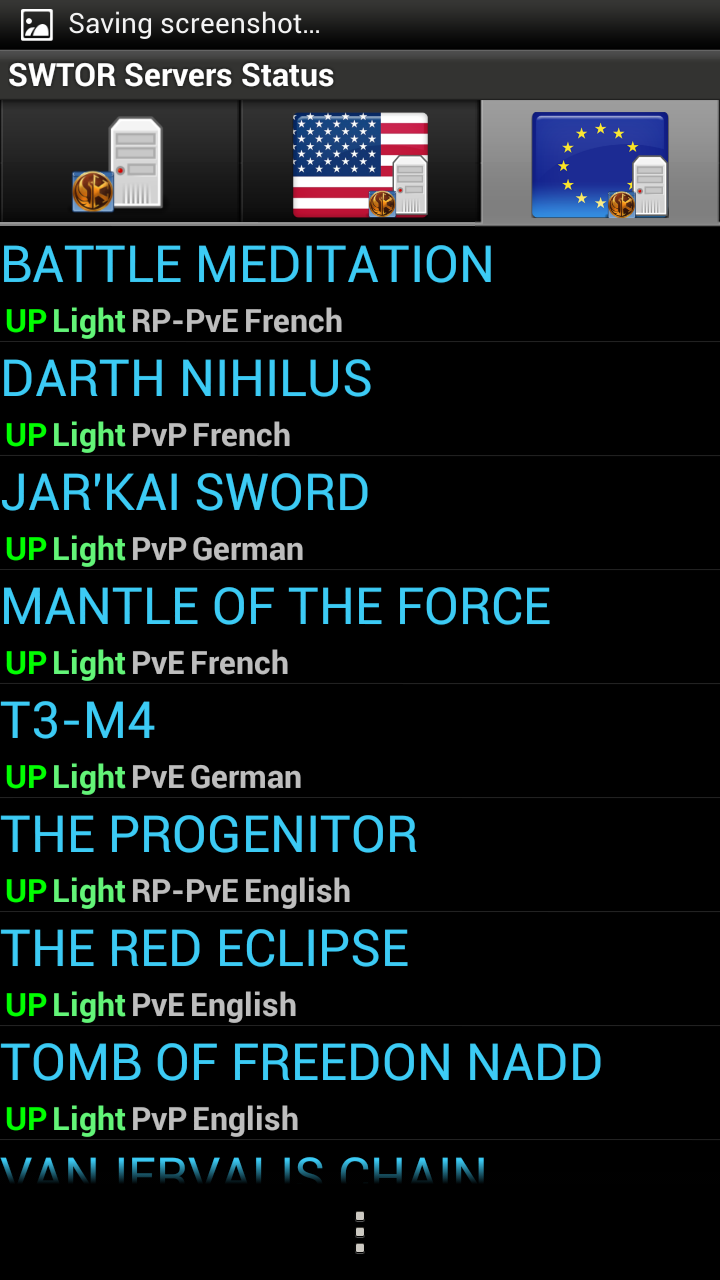 Saving screenshot...
SWTOR Servers Status
BATTLE MEDITATION
UP Light RP-PvE French
DARTH NIHILUS
UP Light PvP French
JAR'KAI SWORD
UP Light PvP German
MANTLE OF THE FORCE
UP Light PvE French
T3-M4
UP Light PvE German
THE PROGENITOR
UP Light RP-PvE English
THE RED ECLIPSE
UP Light PvE English
TOMB OF FREEDON NADD
UP Light PvP English
VANJERVALIS CHAIN